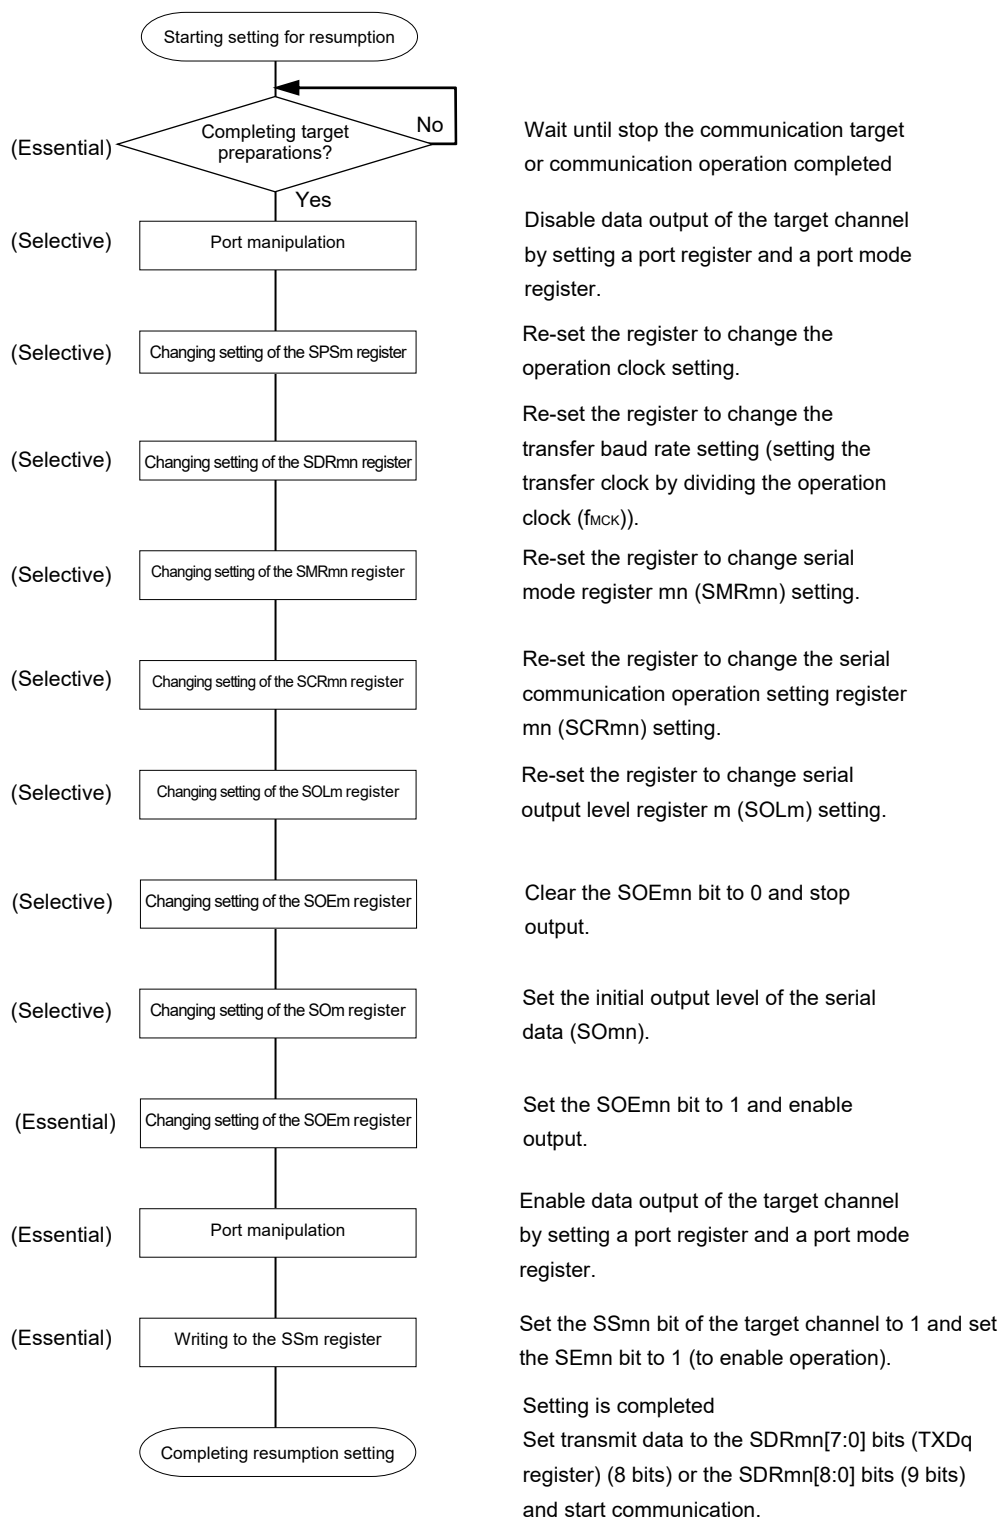 Starting setting for resumption
(Essential)
Completing target
preparations?
No
Wait until stop the communication target
or communication operation completed
Yes
(Selective)
Port manipulation
Disable data output of the target channel
by setting a port register and a port mode
register.
(Selective)
Changing setting of the SPSm register
Re-set the register to change the
operation clock setting.
(Selective)
Changing setting of the SDRmn register
Re-set the register to change the
transfer baud rate setting (setting the
transfer clock by dividing the operation
clock (fMCK)).
(Selective)
Changing setting of the SMRmn register
Re-set the register to change serial
mode register mn (SMRmn) setting.
(Selective)
Changing setting of the SCRmn register
Re-set the register to change the serial
communication operation setting register
mn (SCRmn) setting.
(Selective)
Changing setting of the SOLm register
Re-set the register to change serial
output level register m (SOLm) setting.
(Selective)
Changing setting of the SOEm register
Clear the SOEmn bit to 0 and stop
output.
(Selective)
Changing setting of the SOm register
Set the initial output level of the serial
data (SOmn).
(Essential)
Changing setting of the SOEm register
Set the SOEmn bit to 1 and enable
output.
(Essential)
Port manipulation
Enable data output of the target channel
by setting a port register and a port mode
register.
(Essential)
Writing to the SSm register
Set the SSmn bit of the target channel to 1 and set
the SEmn bit to 1 (to enable operation).
Completing resumption setting
Setting is completed
Set transmit data to the SDRmn[7:0] bits (TXDq
register) (8 bits) or the SDRmn[8:0] bits (9 bits)
and start communication.